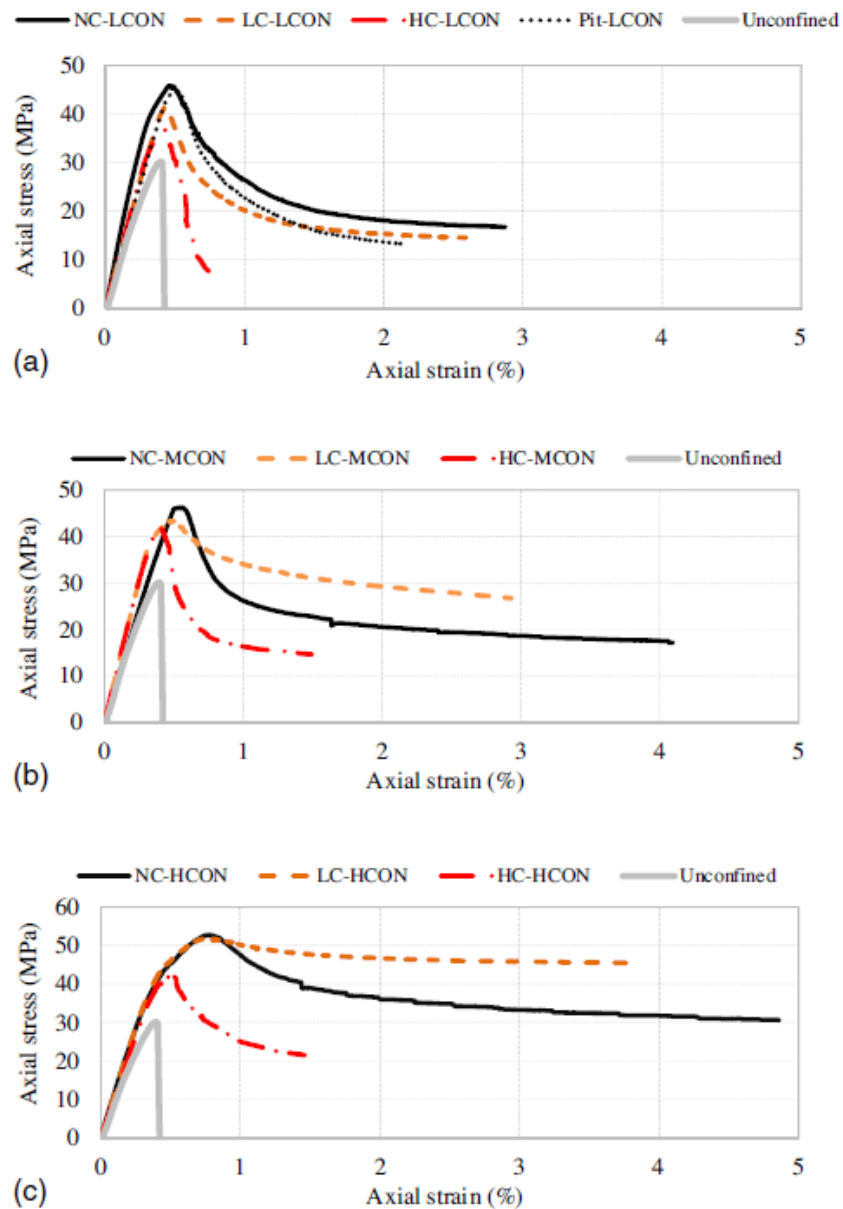 NC-LCON LC-LCON HC-LCON Pit-LCON Unconfined
50
40
30
20
10
0
Axial stress (MPa)
0 1 2 3 4 5
Axial strain (%)
(a)
NC-MCON LC-MCON HC-MCON Unconfined
50
40
30
20
10
0
Axial stress (MPa)
0 1 2 3 4 5
Axial strain (%)
(b)
NC-HCON LC-HCON HC-HCON Unconfined
60
50
40
30
20
10
0
Axial stress (MPa)
0 1 2 3 4 5
Axial strain (%)
(c)